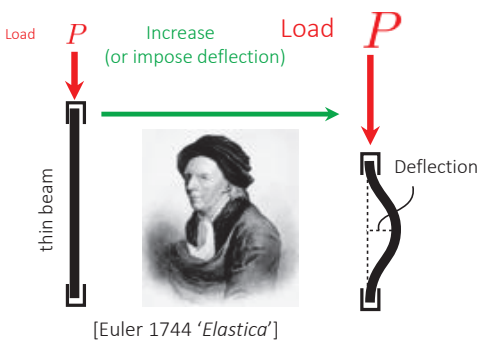 Load P
Increase
(or impose deflection)
Load P
Deflection
thin beam
[Euler 1744 ‘Elastica’]